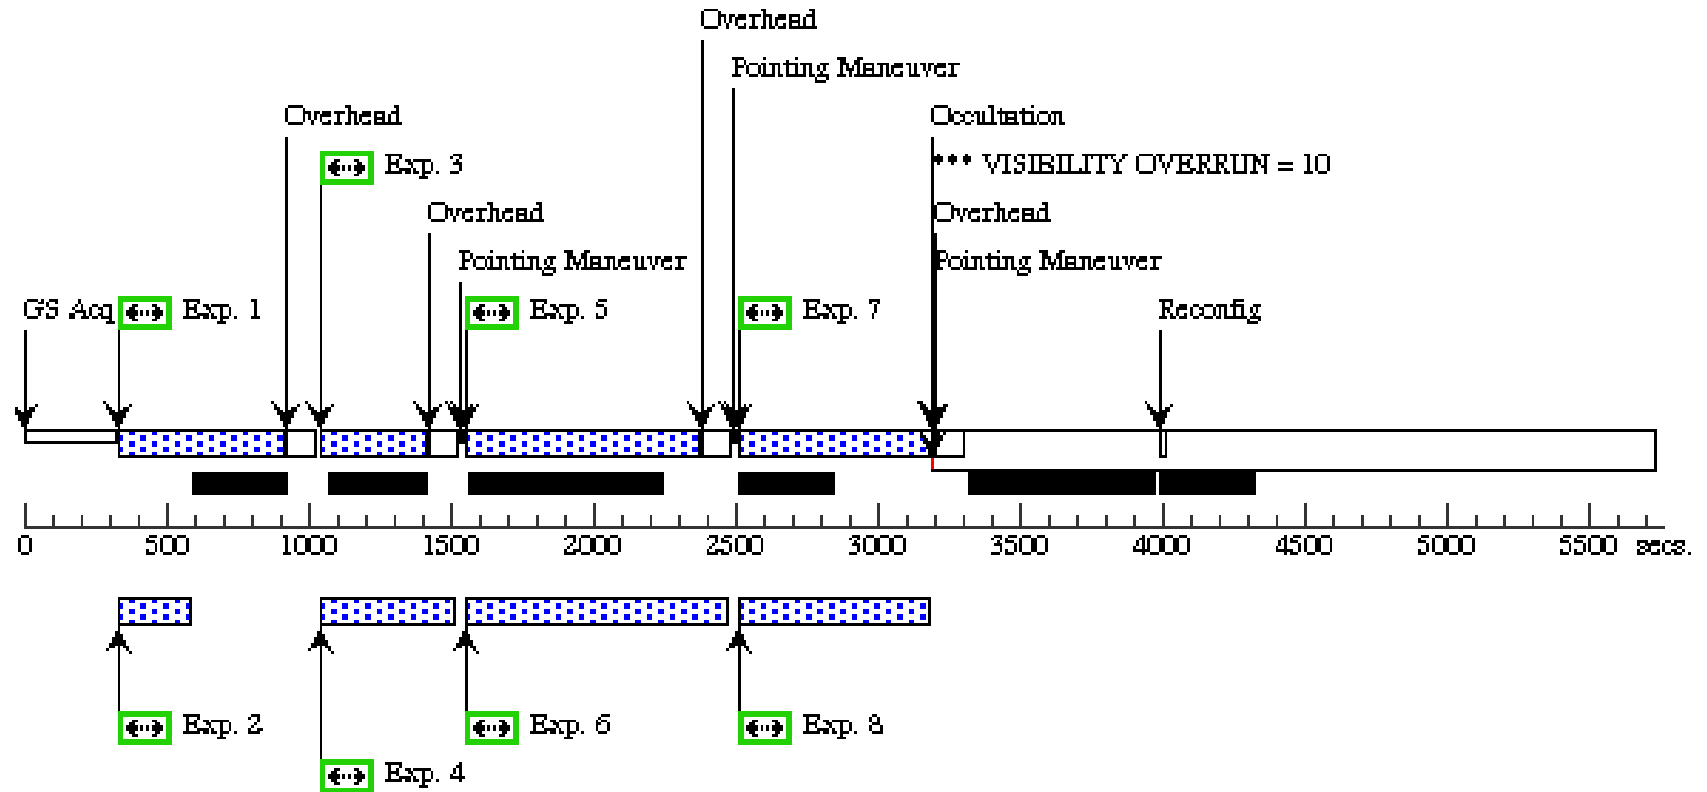 Overhead
Pointing Maneuver
Overhead
Occultation
Exp. 3
*** VISIBILITY OVERRUN = 10
Overhead
Overhead
Pointing Maneuver
Pointing Maneuver
GS Acq
Exp. 1
Exp. 5
Exp. 7
Reconfig
0 500 1000 1500 2000 2500 3000 3500 4000 4500 5000 5500 secs.
Exp. 2
Exp. 6
Exp. 8
Exp. 4